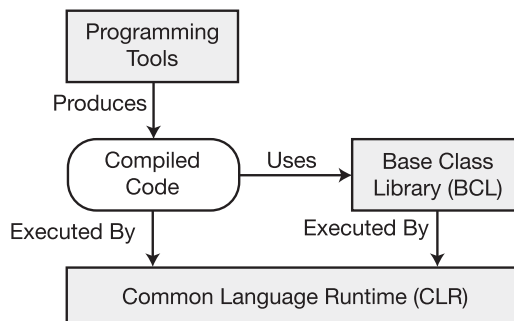 Programming
Tools
Produces
Compiled
Code
Uses
Base Class
Library (BCL)
Executed By
Executed By
Common Language Runtime (CLR)